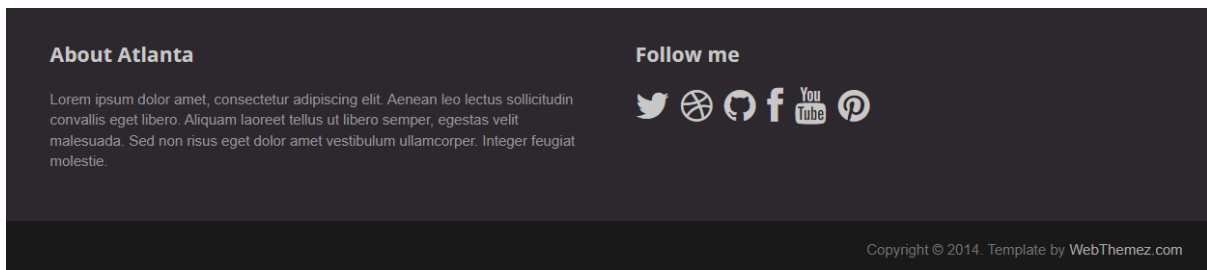 About Atlanta
Lorem ipsum dolor amet, consectetur adipiscing elit. Aenean leo lectus sollicitudin
convallis eget libero. Aliquam laoreet tellus ut libero semper, egestas velit
malesuada. Sed non risus eget dolor amet vestibulum ullamcorper. Integer feugiat
molestie.
Follow me
You
Tube
Copyright © 2014. Template by WebThemez.com